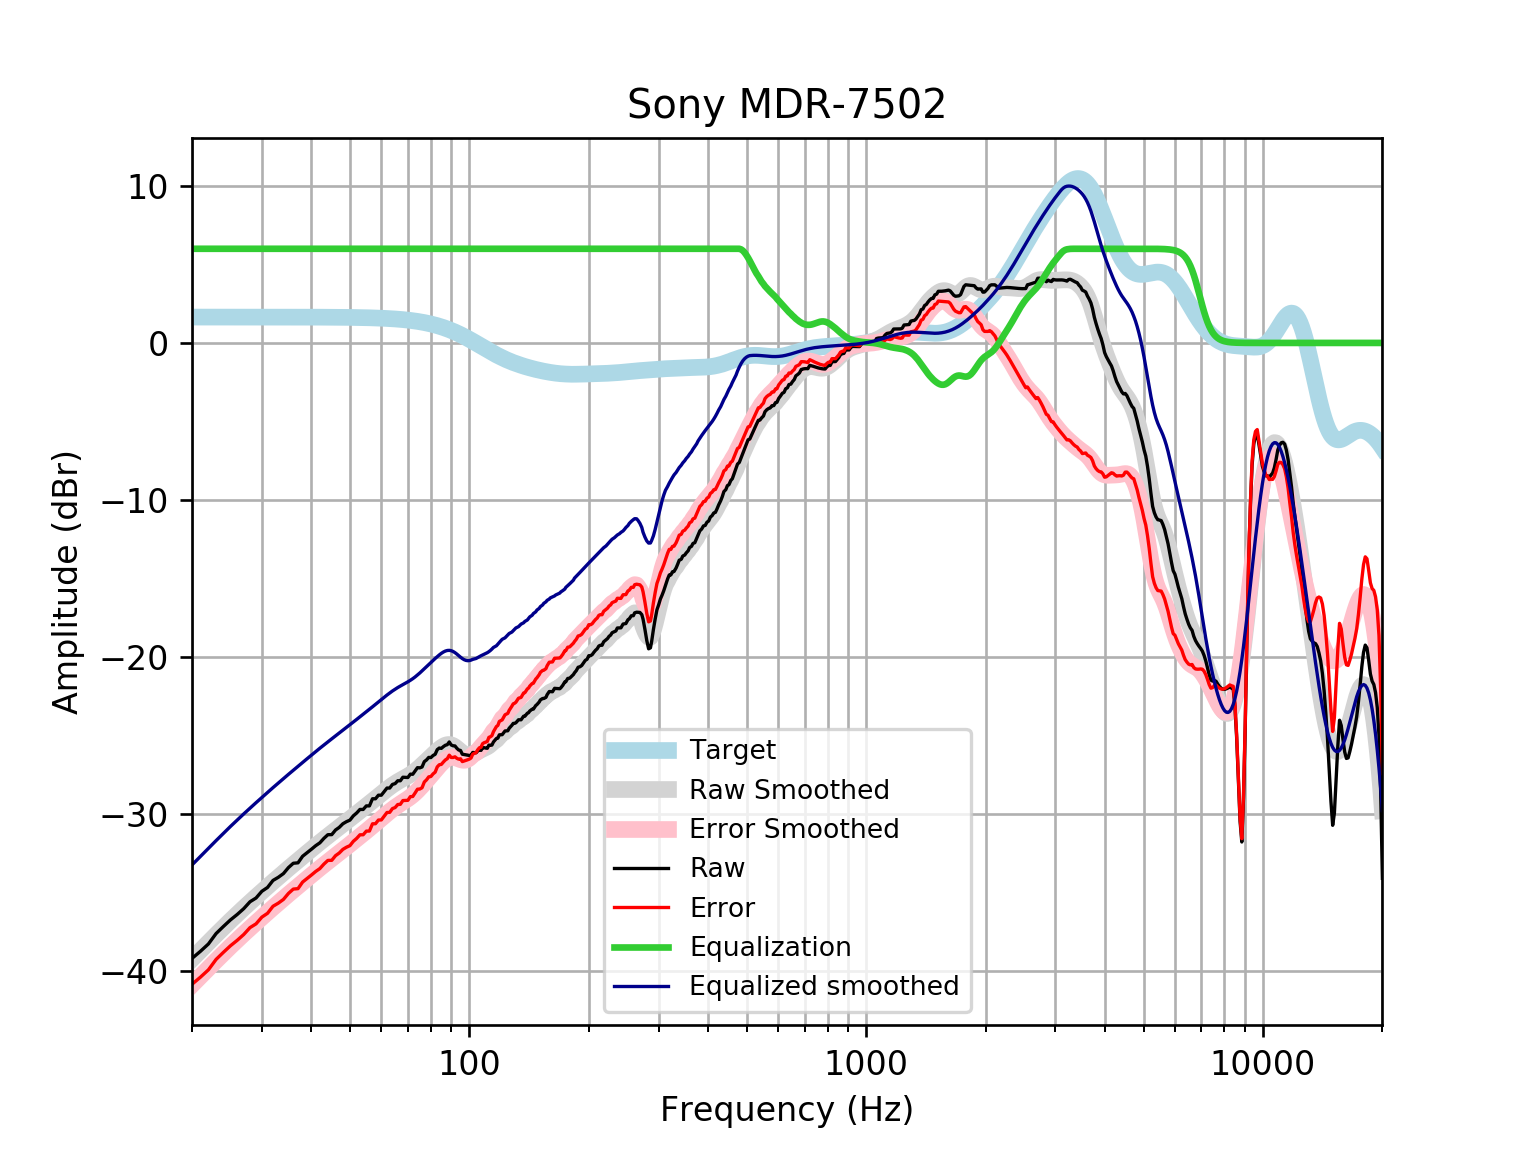 Sony MDR-7502
10
0
−10
−20
−30
−40
Amplitude (dBr)
Target
Raw Smoothed
Error Smoothed
Raw
Error
Equalization
Equalized smoothed
100
1000
10000
Frequency (Hz)